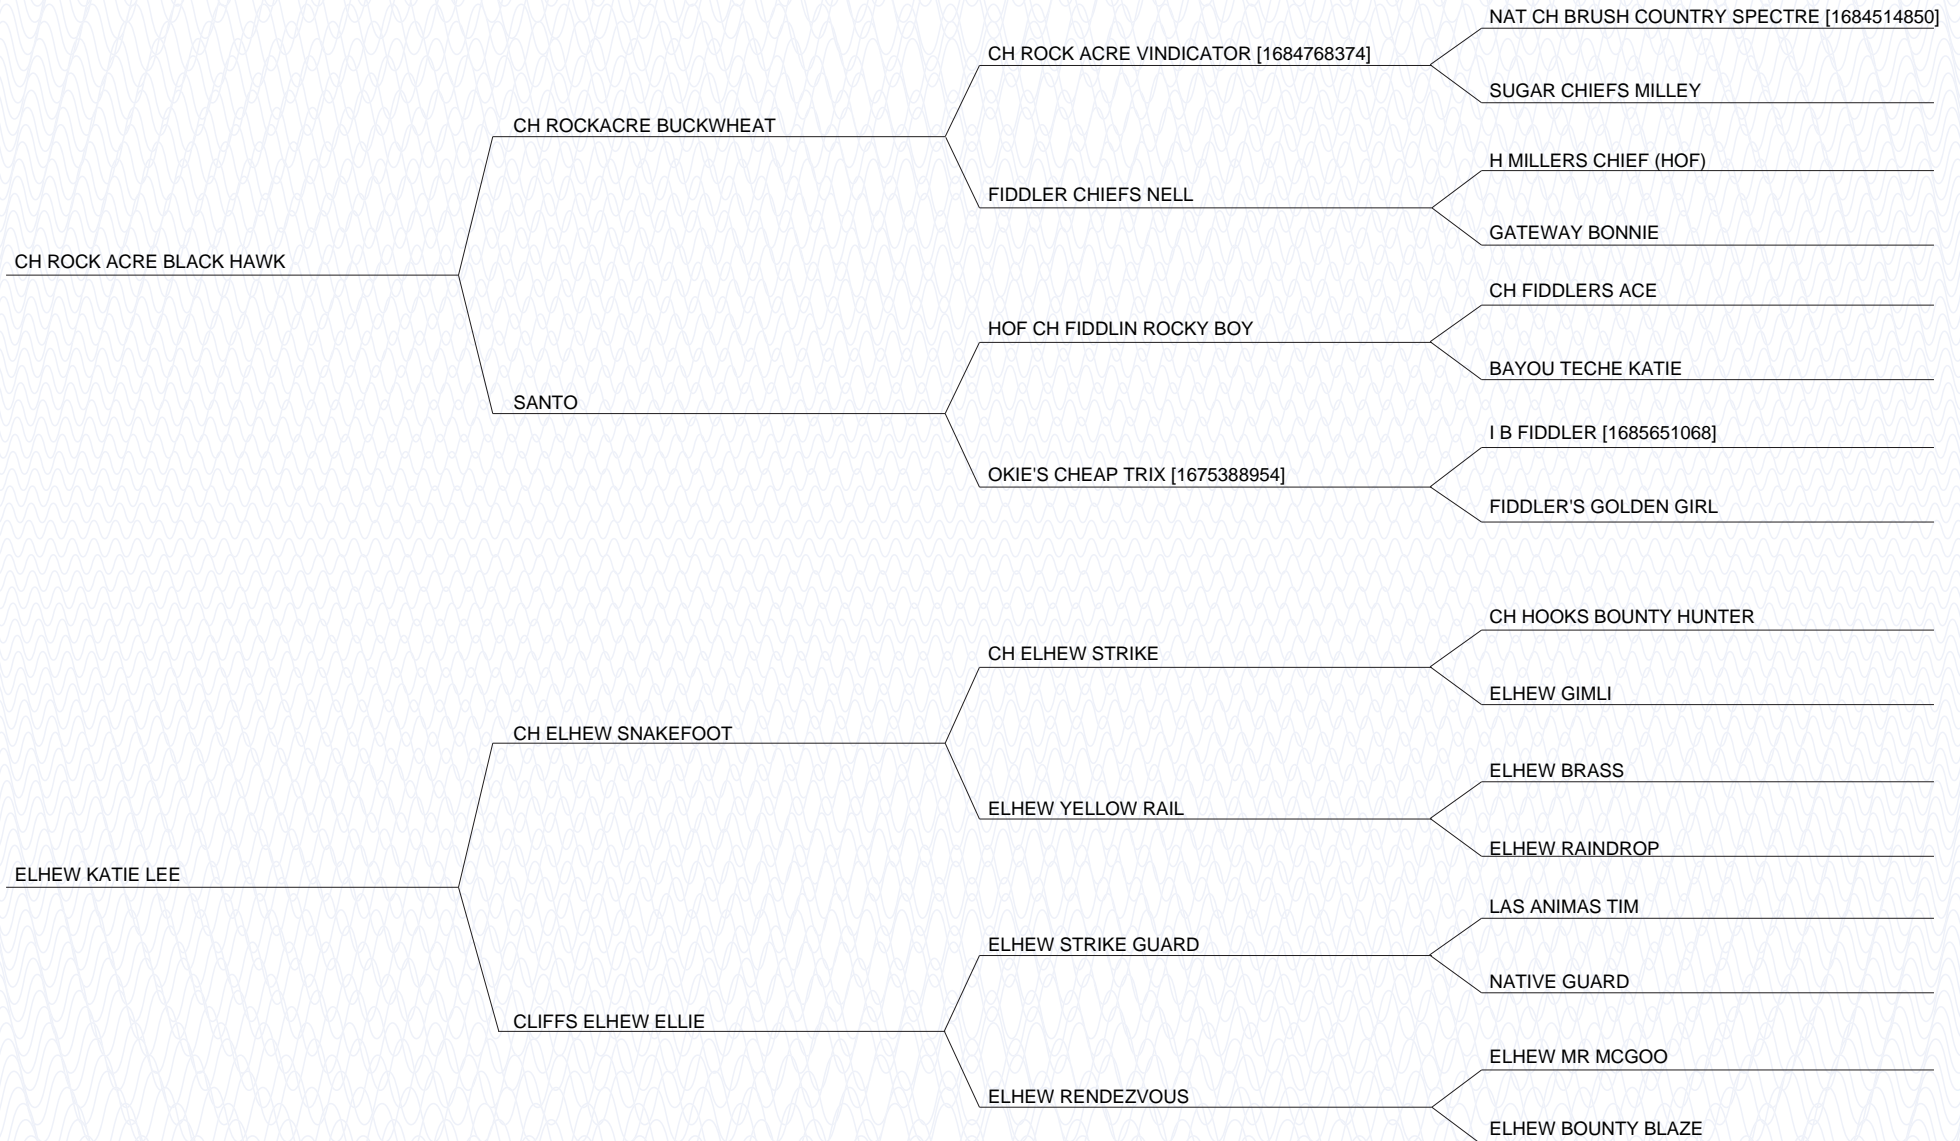 NAT CH BRUSH COUNTRY SPECTRE [1684514850]
CH ROCK ACRE VINDICATOR [1684768374]
SUGAR CHIEFS MILLEY
CH ROCKACRE BUCKWHEAT
H MILLERS CHIEF (HOF)
FIDDLER CHIEFS NELL
GATEWAY BONNIE
CH ROCK ACRE BLACK HAWK
CH FIDDLERS ACE
HOF CH FIDDLIN ROCKY BOY
BAYOU TECHE KATIE
SANTO
I B FIDDLER [1685651068]
OKIE'S CHEAP TRIX [1675388954]
FIDDLER'S GOLDEN GIRL
CH HOOKS BOUNTY HUNTER
CH ELHEW STRIKE
ELHEW GIMLI
CH ELHEW SNAKEFOOT
ELHEW BRASS
ELHEW YELLOW RAIL
ELHEW RAINDROP
ELHEW KATIE LEE
LAS ANIMAS TIM
ELHEW STRIKE GUARD
NATIVE GUARD
CLIFFS ELHEW ELLIE
ELHEW MR MCGOO
ELHEW RENDEZVOUS
ELHEW BOUNTY BLAZE